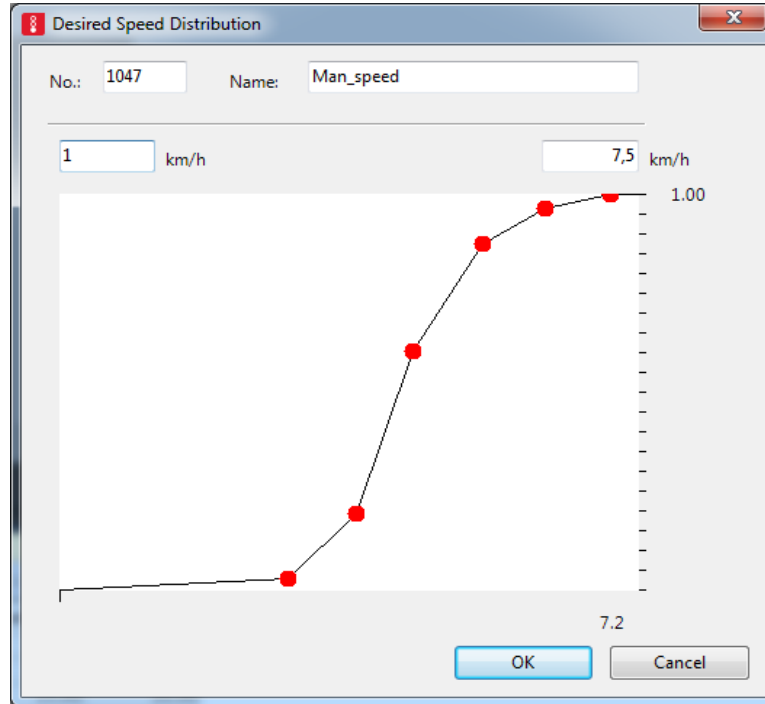 Desired Speed Distribution
No.: 1047 Name: Man_speed
1 km/h 7,5 km/h
1.00
7.2
OK Cancel